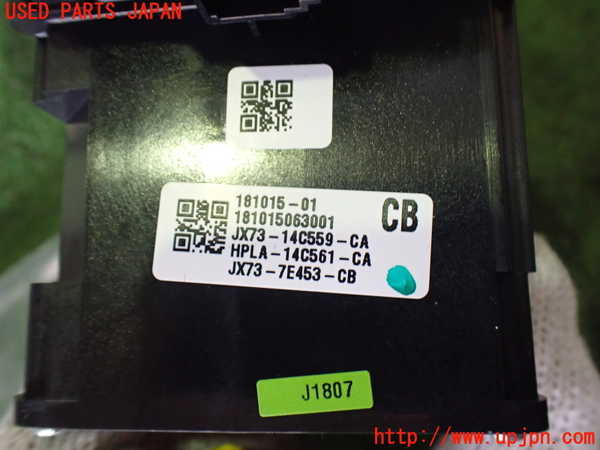 USED PARTS JAPAN
181015-01
181015063001
JX73-14C559-CA
HPLA-14C561-CA
JX73-7E453-CB
CB
J1807
http://www.upjpn.com/